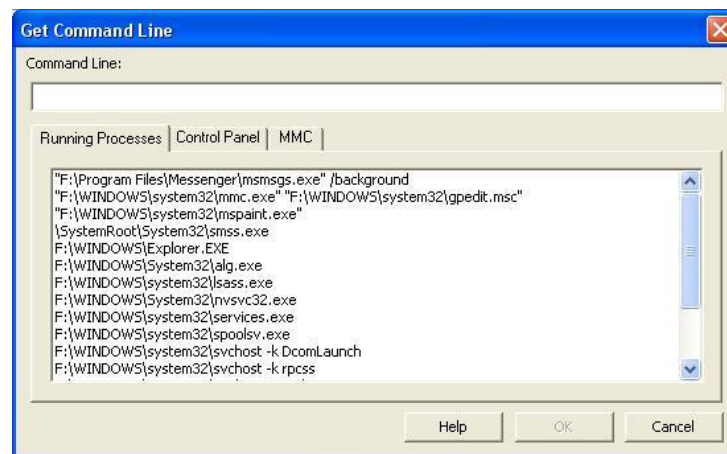 Get Command Line
Command Line:
Running Processes
Control Panel
MMC
"F:\Program Files\Messenger\msmsgs.exe" /background
"F:\WINDOWS\system32\mmc.exe" "F:\WINDOWS\system32\gpedit.msc"
"F:\WINDOWS\system32\mspaint.exe"
\SystemRoot\System32\smss.exe
F:\WINDOWS\Explorer.EXE
F:\WINDOWS\System32\alg.exe
F:\WINDOWS\system32\lsass.exe
F:\WINDOWS\system32\nvsvc32.exe
F:\WINDOWS\system32\services.exe
F:\WINDOWS\system32\spoolsv.exe
F:\WINDOWS\system32\svchost -k DcomLaunch
F:\WINDOWS\system32\svchost -k rpcss
Help
OK
Cancel